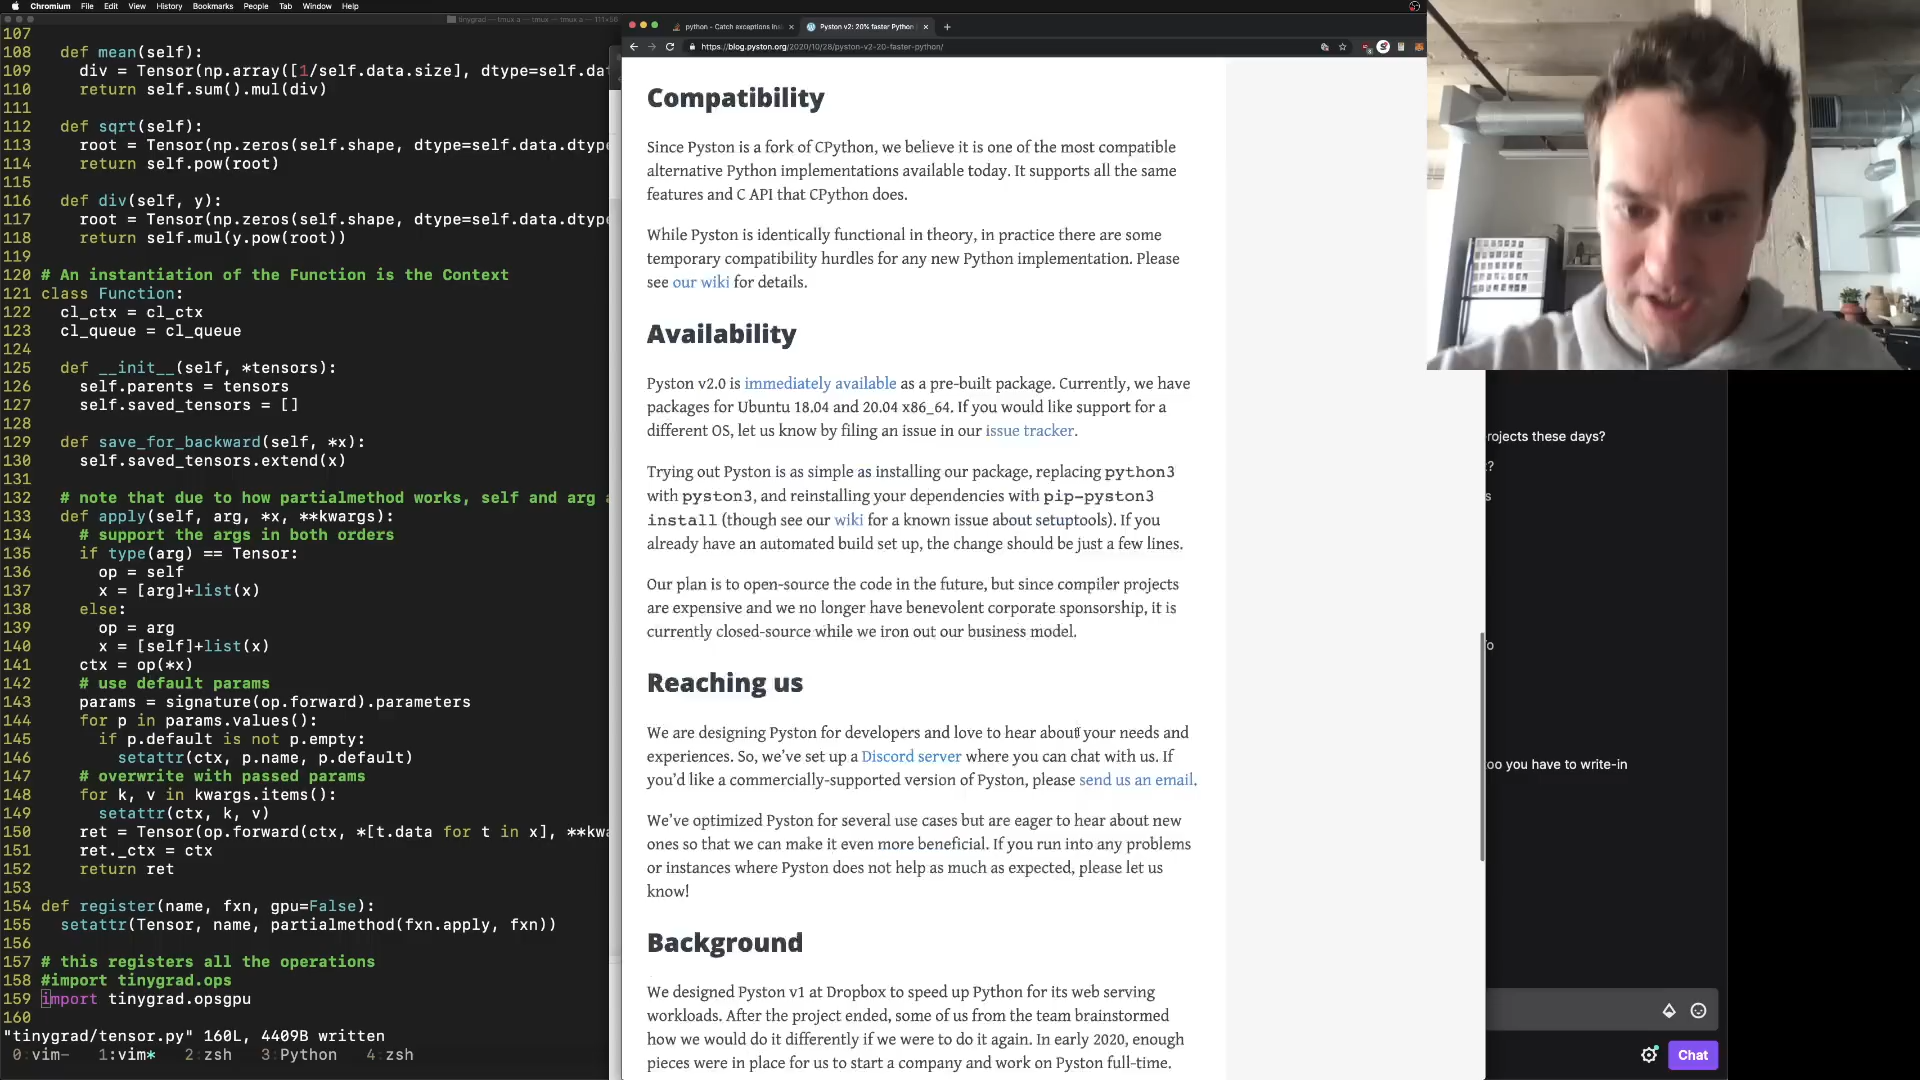 Chromium File Edit View History Bookmarks People Tab Window Help
tinygrad — tmux a — tmux — tmux a — 111×56
107
108 def mean(self):
109 div = Tensor(np.array([1/self.data.size], dtype=self.dat
110 return self.sum().mul(div)
111
112 def sqrt(self):
113 root = Tensor(np.zeros(self.shape, dtype=self.data.dtype
114 return self.pow(root)
115
116 def div(self, y):
117 root = Tensor(np.zeros(self.shape, dtype=self.data.dtype
118 return self.mul(y.pow(root))
119
120 # An instantiation of the Function is the Context
121 class Function:
122 cl_ctx = cl_ctx
123 cl_queue = cl_queue
124
125 def __init__(self, *tensors):
126 self.parents = tensors
127 self.saved_tensors = []
128
129 def save_for_backward(self, *x):
130 self.saved_tensors.extend(x)
131
132 # note that due to how partialmethod works, self and arg a
133 def apply(self, arg, *x, **kwargs):
134 # support the args in both orders
135 if type(arg) == Tensor:
136 op = self
137 x = [arg]+list(x)
138 else:
139 op = arg
140 x = [self]+list(x)
141 ctx = op(*x)
142 # use default params
143 params = signature(op.forward).parameters
144 for p in params.values():
145 if p.default is not p.empty:
146 setattr(ctx, p.name, p.default)
147 # overwrite with passed params
148 for k, v in kwargs.items():
149 setattr(ctx, k, v)
150 ret = Tensor(op.forward(ctx, *[t.data for t in x], **kwa
151 ret._ctx = ctx
152 return ret
153
154 def register(name, fxn, gpu=False):
155 setattr(Tensor, name, partialmethod(fxn.apply, fxn))
156
157 # this registers all the operations
158 #import tinygrad.ops
159 import tinygrad.opsgpu
160
"tinygrad/tensor.py" 160L, 4409B written
0:vim- 1:vim* 2:zsh 3:Python 4:zsh
python - Catch exceptions ins
Pyston v2: 20% faster Python
https://blog.pyston.org/2020/10/28/pyston-v2-20-faster-python/
Compatibility
Since Pyston is a fork of CPython, we believe it is one of the most compatible
alternative Python implementations available today. It supports all the same
features and C API that CPython does.
While Pyston is identically functional in theory, in practice there are some
temporary compatibility hurdles for any new Python implementation. Please
see our wiki for details.
Availability
Pyston v2.0 is immediately available as a pre-built package. Currently, we have
packages for Ubuntu 18.04 and 20.04 x86_64. If you would like support for a
different OS, let us know by filing an issue in our issue tracker.
Trying out Pyston is as simple as installing our package, replacing python3
with pyston3, and reinstalling your dependencies with pip-pyston3
install (though see our wiki for a known issue about setuptools). If you
already have an automated build set up, the change should be just a few lines.
Our plan is to open-source the code in the future, but since compiler projects
are expensive and we no longer have benevolent corporate sponsorship, it is
currently closed-source while we iron out our business model.
Reaching us
We are designing Pyston for developers and love to hear about your needs and
experiences. So, we've set up a Discord server where you can chat with us. If
you'd like a commercially-supported version of Pyston, please send us an email.
We've optimized Pyston for several use cases but are eager to hear about new
ones so that we can make it even more beneficial. If you run into any problems
or instances where Pyston does not help as much as expected, please let us
know!
Background
We designed Pyston v1 at Dropbox to speed up Python for its web serving
workloads. After the project ended, some of us from the team brainstormed
how we would do it differently if we were to do it again. In early 2020, enough
pieces were in place for us to start a company and work on Pyston full-time.
rojects these days?
?
s
o
oo you have to write-in
Chat